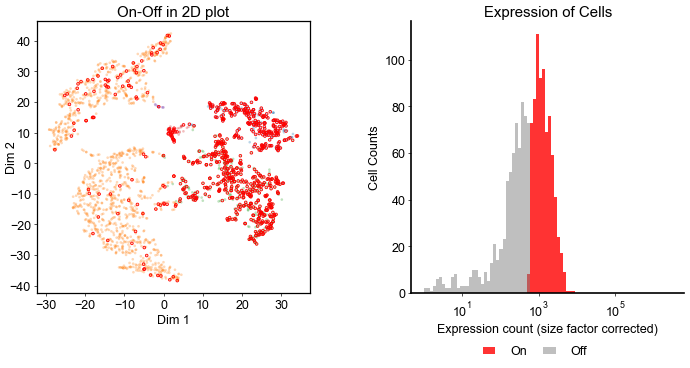 On-Off in 2D plot
40
30
20
10
0
−10
−20
−30
−40
Dim 2
−30 −20 −10 0 10 20 30
Dim 1
Expression of Cells
100
80
60
40
20
0
Cell Counts
10^1 10^3 10^5
Expression count (size factor corrected)
On Off